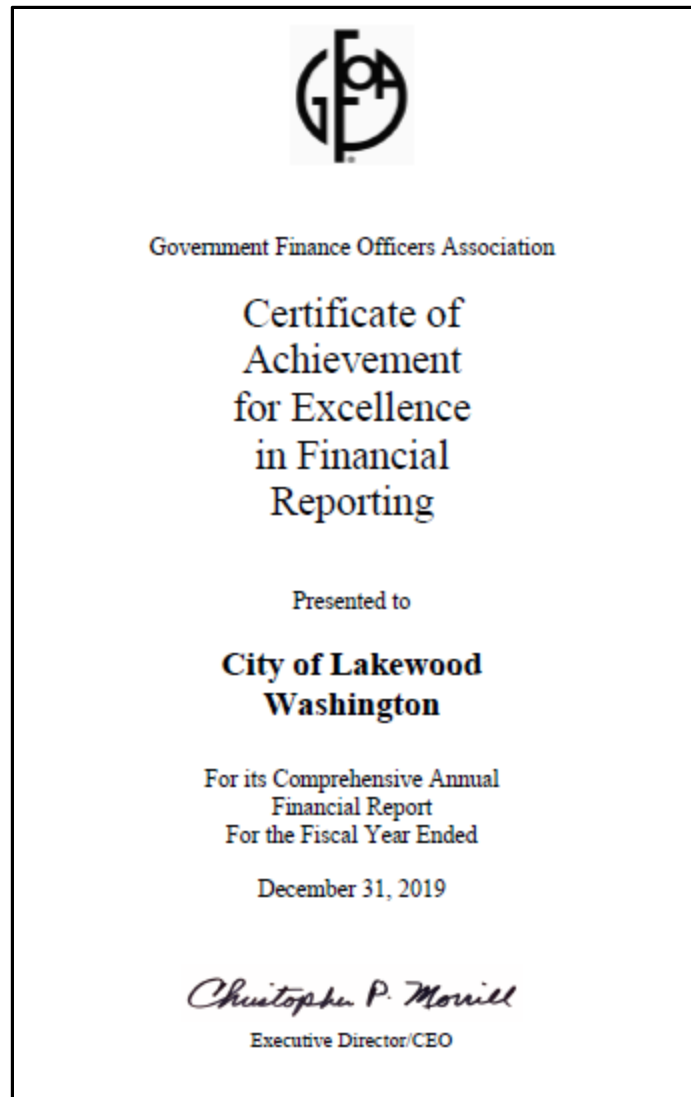 GFOA
Government Finance Officers Association
Certificate of
Achievement
for Excellence
in Financial
Reporting
Presented to
City of Lakewood
Washington
For its Comprehensive Annual
Financial Report
For the Fiscal Year Ended
December 31, 2019
Christopher P. Morrill
Executive Director/CEO